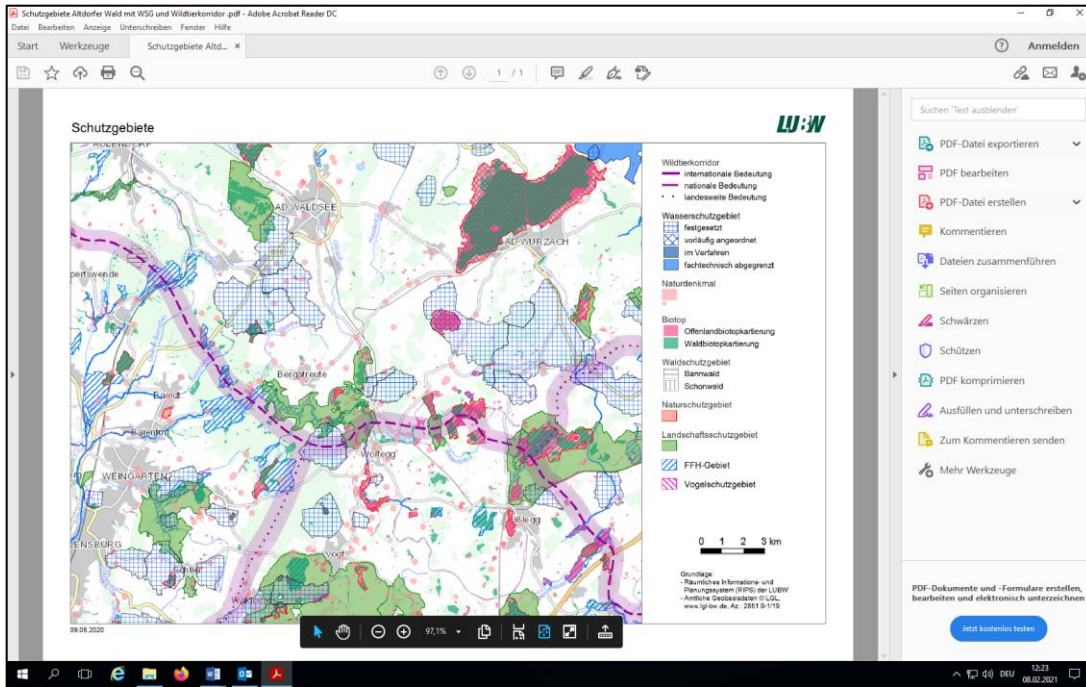 Schutzgebiete Altdorfer Wald mit WSG und Wildtierkorridor .pdf - Adobe Acrobat Reader DC
Datei Bearbeiten Anzeige Unterschreiben Fenster Hilfe
Start Werkzeuge Schutzgebiete Altd... × Anmelden
1 / 1
Suchen 'Text ausblenden'
PDF-Datei exportieren
PDF bearbeiten
PDF-Datei erstellen
Kommentieren
Dateien zusammenführen
Seiten organisieren
Schwärzen
Schützen
PDF komprimieren
Ausfüllen und unterschreiben
Zum Kommentieren senden
Mehr Werkzeuge
PDF-Dokumente und -Formulare erstellen,
bearbeiten und elektronisch unterzeichnen
Jetzt kostenlos testen
Schutzgebiete
LUBW
AULENDORF
BAD WALDSEE
BAD WURZACH
Bergatreute
Baindt
Baienfurt
WEINGARTEN
Wolfegg
Kißlegg
Vogt
Wildtierkorridor
internationale Bedeutung
nationale Bedeutung
landesweite Bedeutung
Wasserschutzgebiet
festgesetzt
vorläufig angeordnet
im Verfahren
fachtechnisch abgegrenzt
Naturdenkmal
Biotop
Offenlandbiotopkartierung
Waldbiotopkartierung
Waldschutzgebiet
Bannwald
Schonwald
Naturschutzgebiet
Landschaftsschutzgebiet
FFH-Gebiet
Vogelschutzgebiet
0 1 2 3 km
Grundlage:
- Räumliches Informations- und
Planungssystem (RIPS) der LUBW
- Amtliche Geobasisdaten © LGL,
www.lgl-bw.de, Az.: 2851.9-1/19
09.06.2020
97,1%
DEU
12:23
08.02.2021